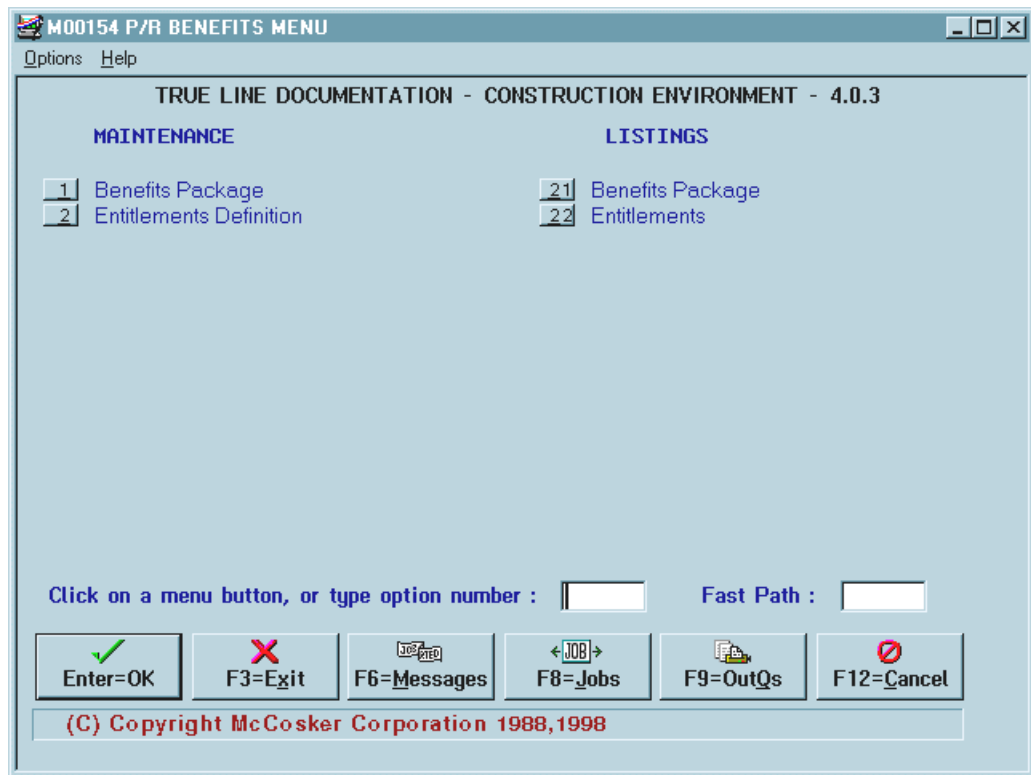 M00154 P/R BENEFITS MENU
Options Help
TRUE LINE DOCUMENTATION - CONSTRUCTION ENVIRONMENT - 4.0.3
MAINTENANCE LISTINGS
1 Benefits Package 21 Benefits Package
2 Entitlements Definition 22 Entitlements
Click on a menu button, or type option number : Fast Path :
Enter=OK F3=Exit F6=Messages F8=Jobs F9=OutQs F12=Cancel
(C) Copyright McCosker Corporation 1988,1998